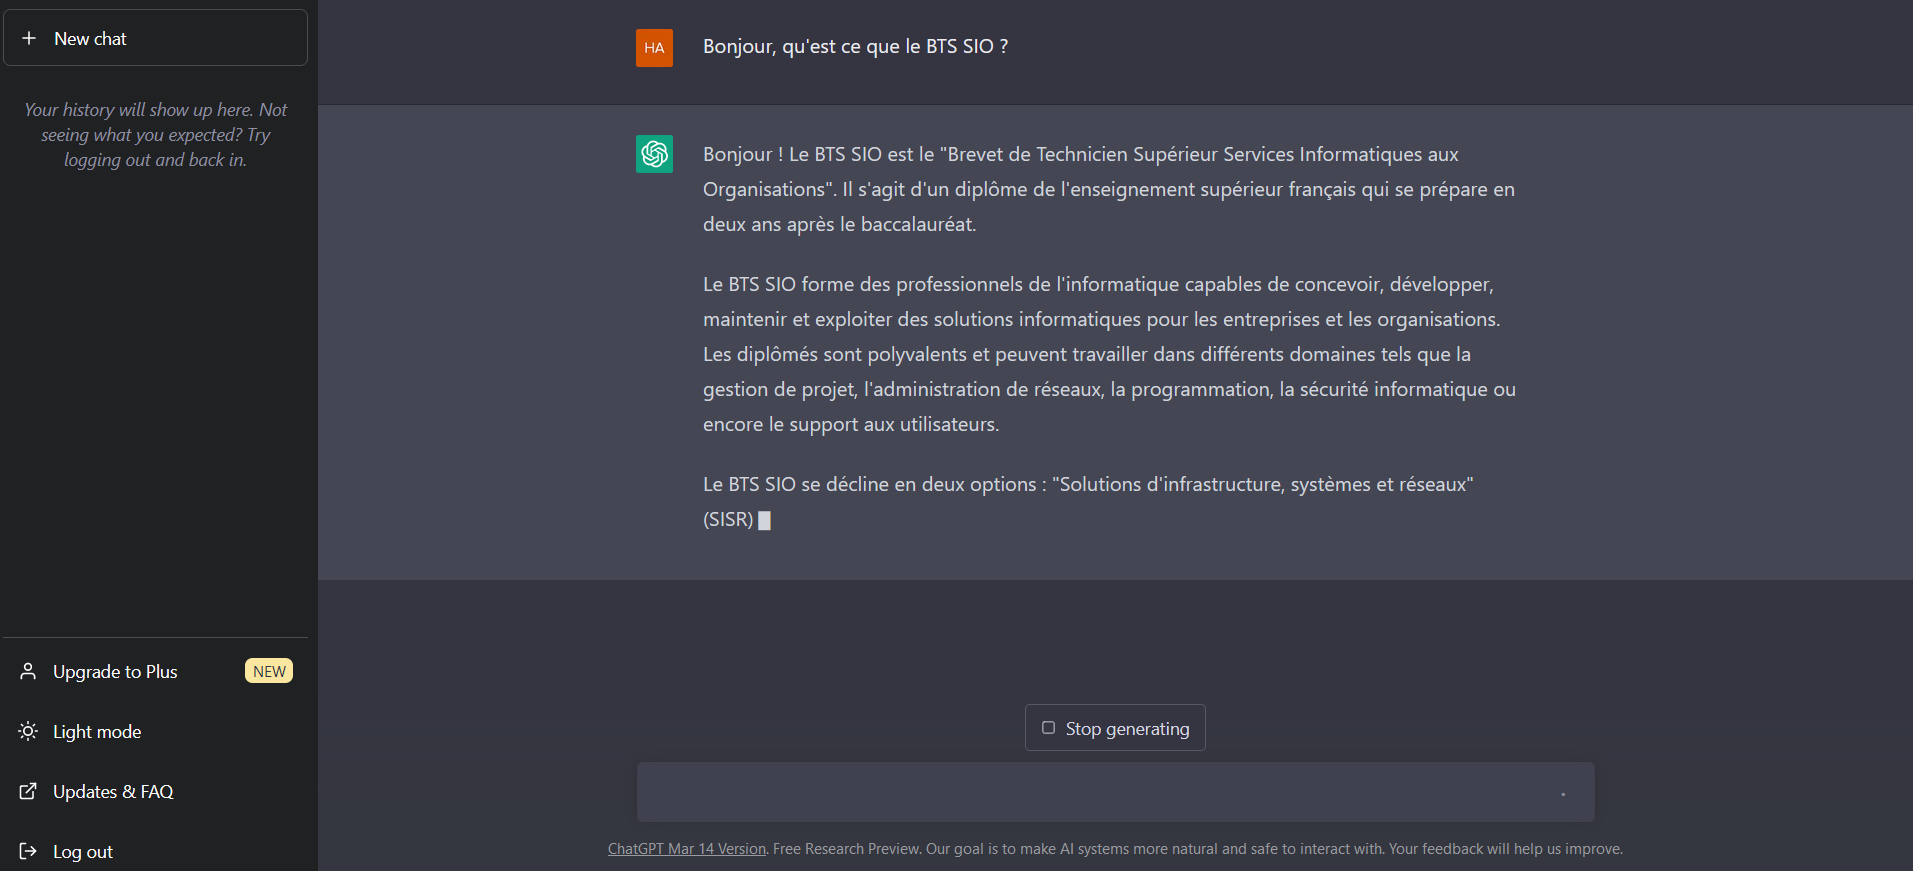 New chat
Your history will show up here. Not
seeing what you expected? Try
logging out and back in.
Upgrade to Plus NEW
Light mode
Updates & FAQ
Log out
HA Bonjour, qu'est ce que le BTS SIO ?
Bonjour ! Le BTS SIO est le "Brevet de Technicien Supérieur Services Informatiques aux
Organisations". Il s'agit d'un diplôme de l'enseignement supérieur français qui se prépare en
deux ans après le baccalauréat.
Le BTS SIO forme des professionnels de l'informatique capables de concevoir, développer,
maintenir et exploiter des solutions informatiques pour les entreprises et les organisations.
Les diplômés sont polyvalents et peuvent travailler dans différents domaines tels que la
gestion de projet, l'administration de réseaux, la programmation, la sécurité informatique ou
encore le support aux utilisateurs.
Le BTS SIO se décline en deux options : "Solutions d'infrastructure, systèmes et réseaux"
(SISR)
Stop generating
ChatGPT Mar 14 Version. Free Research Preview. Our goal is to make AI systems more natural and safe to interact with. Your feedback will help us improve.